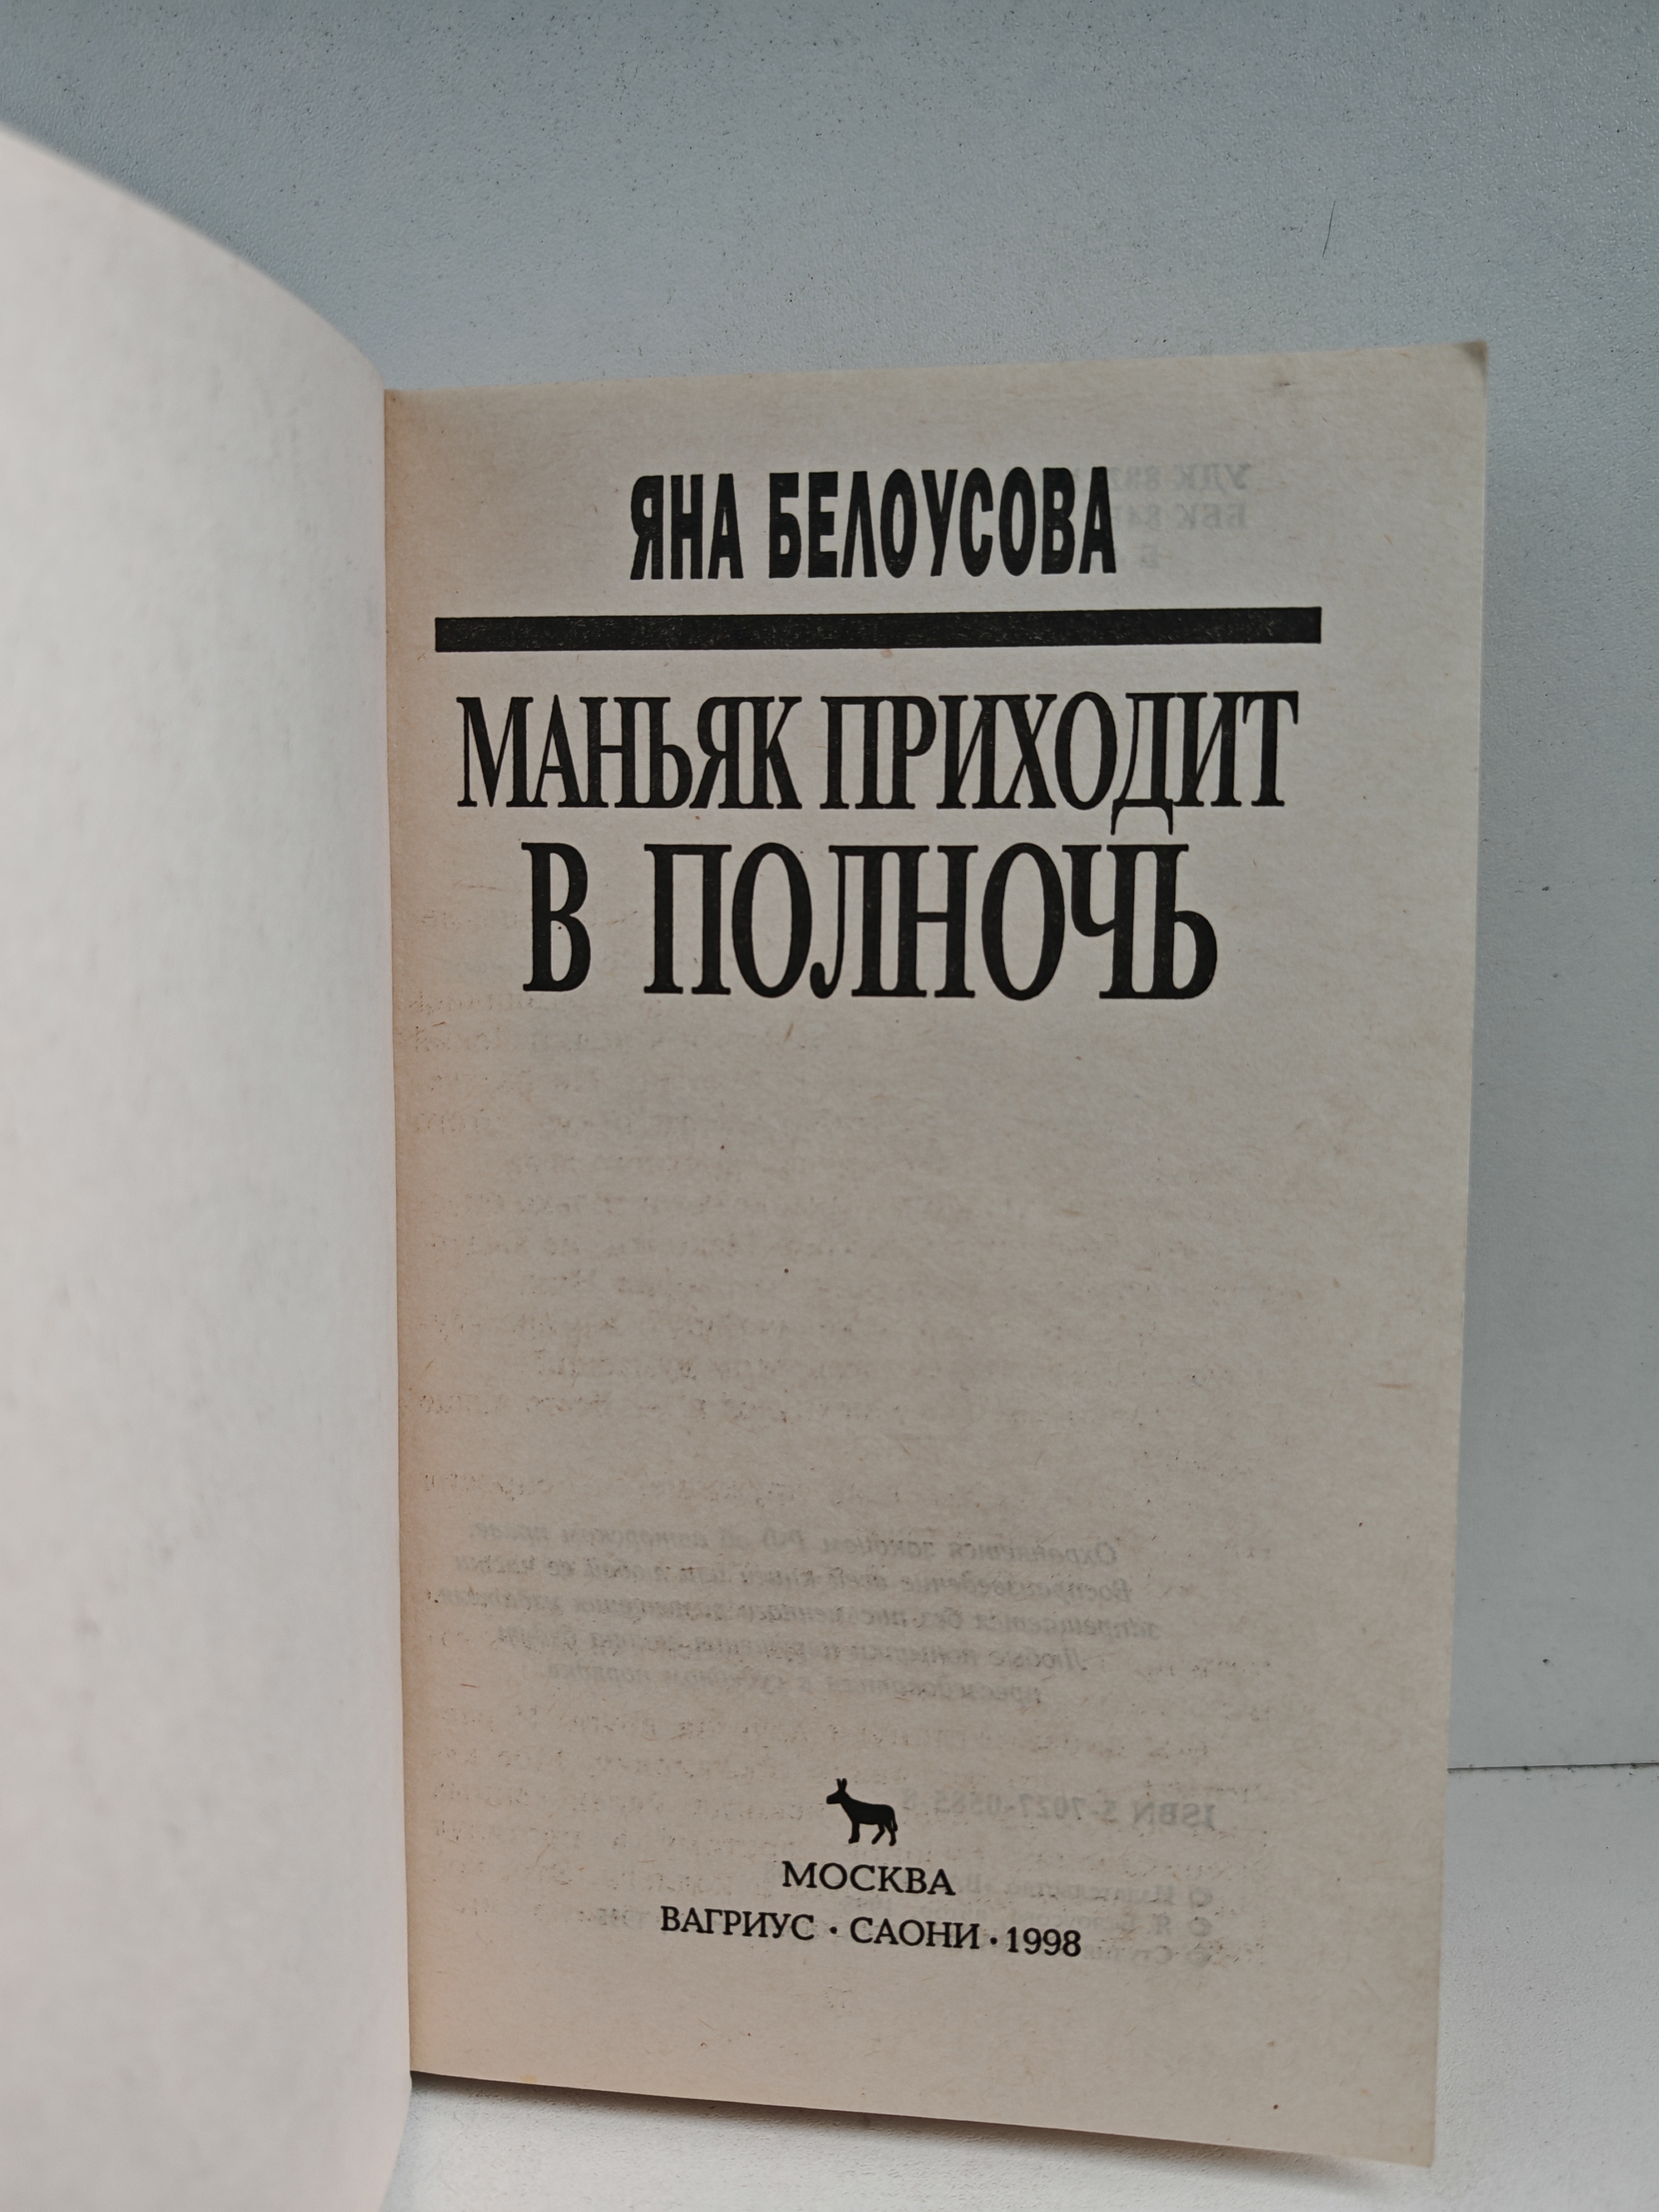 ЯНА БЕЛОУСОВА
МАНЬЯК ПРИХОДИТ
В ПОЛНОЧЬ
МОСКВА
ВАГРИУС · САОНИ · 1998